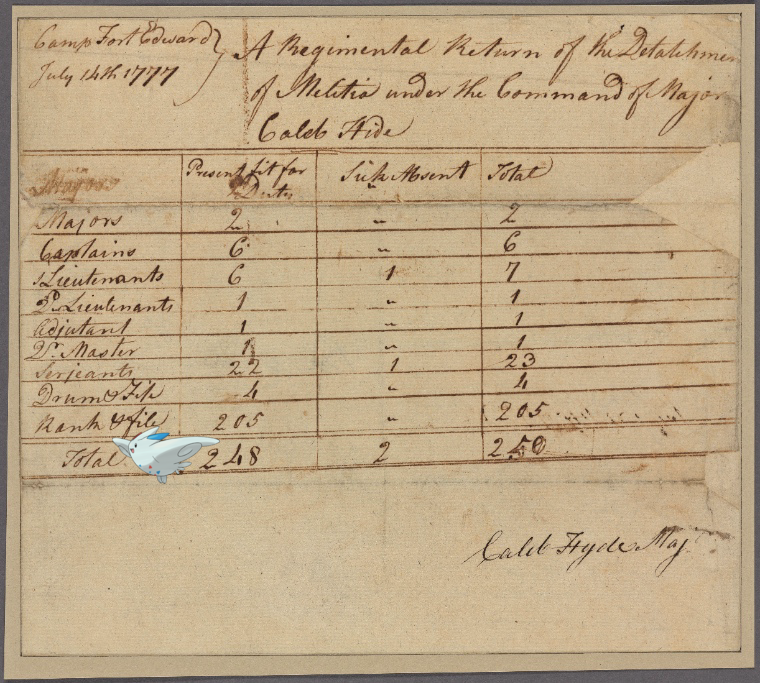 Camp Fort Edward
July 14th 1777
A Regimental Return of the Detatchmen
of Melitia under the Command of Major
Caleb Hide
Majors
Present fit for Duty
Sick Absent
Total
Majors 2 " 2
Captains 6 " 6
1 Lieutenants 6 1 7
2d. Lieutenants 1 " 1
Adjutant 1 " 1
Qr. Master 1 1
Serjeants 22 1 23
Drum & Fife 4 " 4
Rank & file 205 " 205
Total 248 2 250
Caleb Hyde Maj.